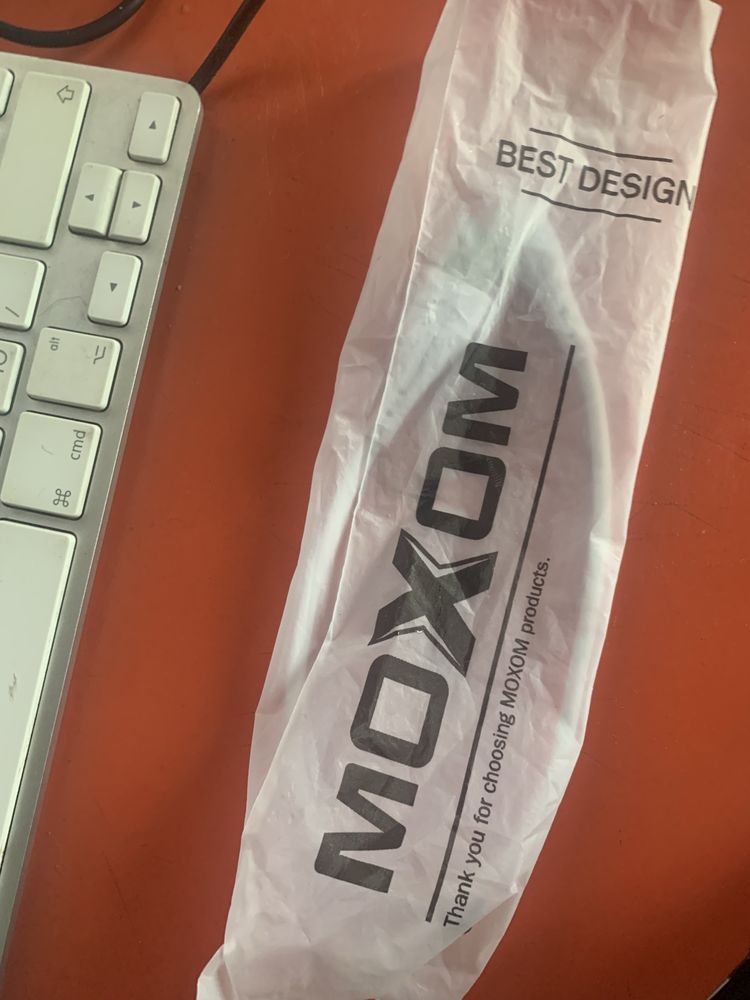 BEST DESIGN
MOXOM
Thank you for choosing MOXOM products.
alt
cmd